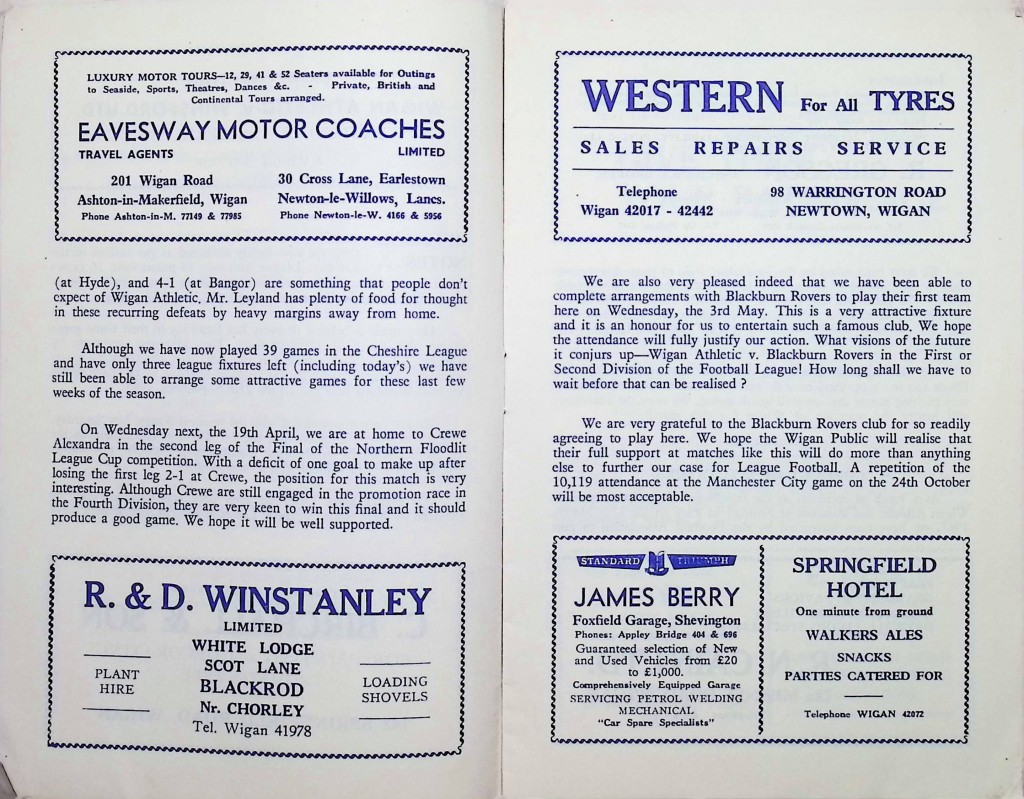 LUXURY MOTOR TOURS—12, 29, 41 & 52 Seaters available for Outings
to Seaside, Sports, Theatres, Dances &c. - Private, British and
Continental Tours arranged.
EAVESWAY MOTOR COACHES
TRAVEL AGENTS LIMITED
201 Wigan Road 30 Cross Lane, Earlestown
Ashton-in-Makerfield, Wigan Newton-le-Willows, Lancs.
Phone Ashton-in-M. 77149 & 77985 Phone Newton-le-W. 4166 & 5956
(at Hyde), and 4-1 (at Bangor) are something that people don't
expect of Wigan Athletic. Mr. Leyland has plenty of food for thought
in these recurring defeats by heavy margins away from home.
Although we have now played 39 games in the Cheshire League
and have only three league fixtures left (including today's) we have
still been able to arrange some attractive games for these last few
weeks of the season.
On Wednesday next, the 19th April, we are at home to Crewe
Alexandra in the second leg of the Final of the Northern Floodlit
League Cup competition. With a deficit of one goal to make up after
losing the first leg 2-1 at Crewe, the position for this match is very
interesting. Although Crewe are still engaged in the promotion race in
the Fourth Division, they are very keen to win this final and it should
produce a good game. We hope it will be well supported.
R. & D. WINSTANLEY
LIMITED
WHITE LODGE
SCOT LANE
BLACKROD
Nr. CHORLEY
Tel. Wigan 41978
PLANT
HIRE
LOADING
SHOVELS
WESTERN For All TYRES
SALES REPAIRS SERVICE
Telephone 98 WARRINGTON ROAD
Wigan 42017 - 42442 NEWTOWN, WIGAN
We are also very pleased indeed that we have been able to
complete arrangements with Blackburn Rovers to play their first team
here on Wednesday, the 3rd May. This is a very attractive fixture
and it is an honour for us to entertain such a famous club. We hope
the attendance will fully justify our action. What visions of the future
it conjurs up—Wigan Athletic v. Blackburn Rovers in the First or
Second Division of the Football League! How long shall we have to
wait before that can be realised ?
We are very grateful to the Blackburn Rovers club for so readily
agreeing to play here. We hope the Wigan Public will realise that
their full support at matches like this will do more than anything
else to further our case for League Football. A repetition of the
10,119 attendance at the Manchester City game on the 24th October
will be most acceptable.
STANDARD TRIUMPH
JAMES BERRY
Foxfield Garage, Shevington
Phones: Appley Bridge 404 & 696
Guaranteed selection of New
and Used Vehicles from £20
to £1,000.
Comprehensively Equipped Garage
SERVICING PETROL WELDING
MECHANICAL
"Car Spare Specialists"
SPRINGFIELD
HOTEL
One minute from ground
WALKERS ALES
SNACKS
PARTIES CATERED FOR
Telephone WIGAN 42072